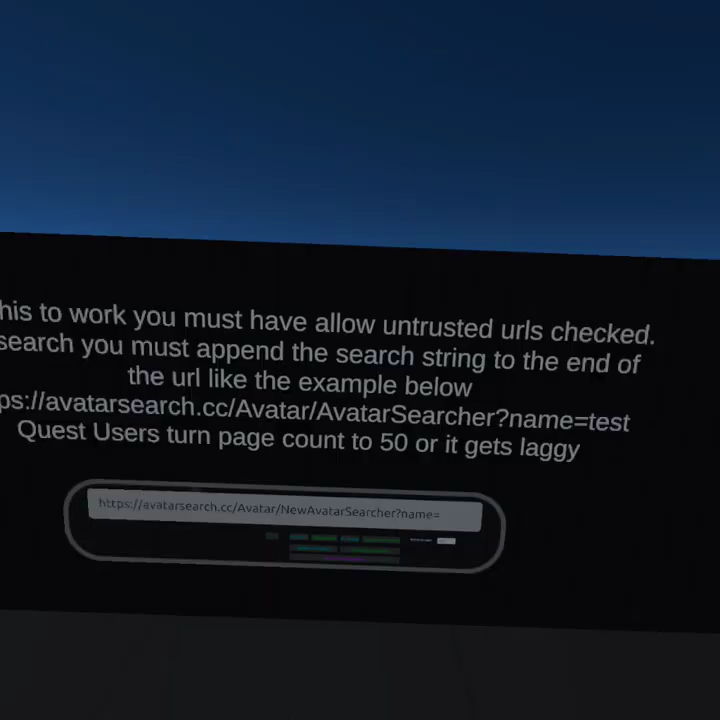 his to work you must have allow untrusted urls checked.
search you must append the search string to the end of
the url like the example below
ps://avatarsearch.cc/Avatar/AvatarSearcher?name=test
Quest Users turn page count to 50 or it gets laggy
https://avatarsearch.cc/Avatar/NewAvatarSearcher?name=